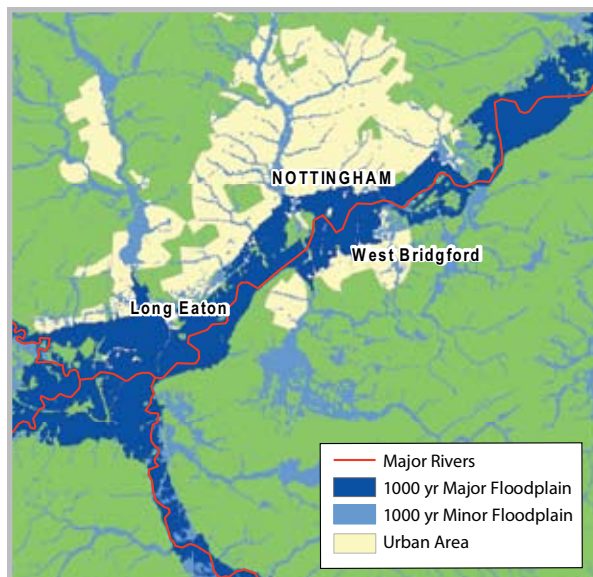 NOTTINGHAM
West Bridgford
Long Eaton
Major Rivers
1000 yr Major Floodplain
1000 yr Minor Floodplain
Urban Area